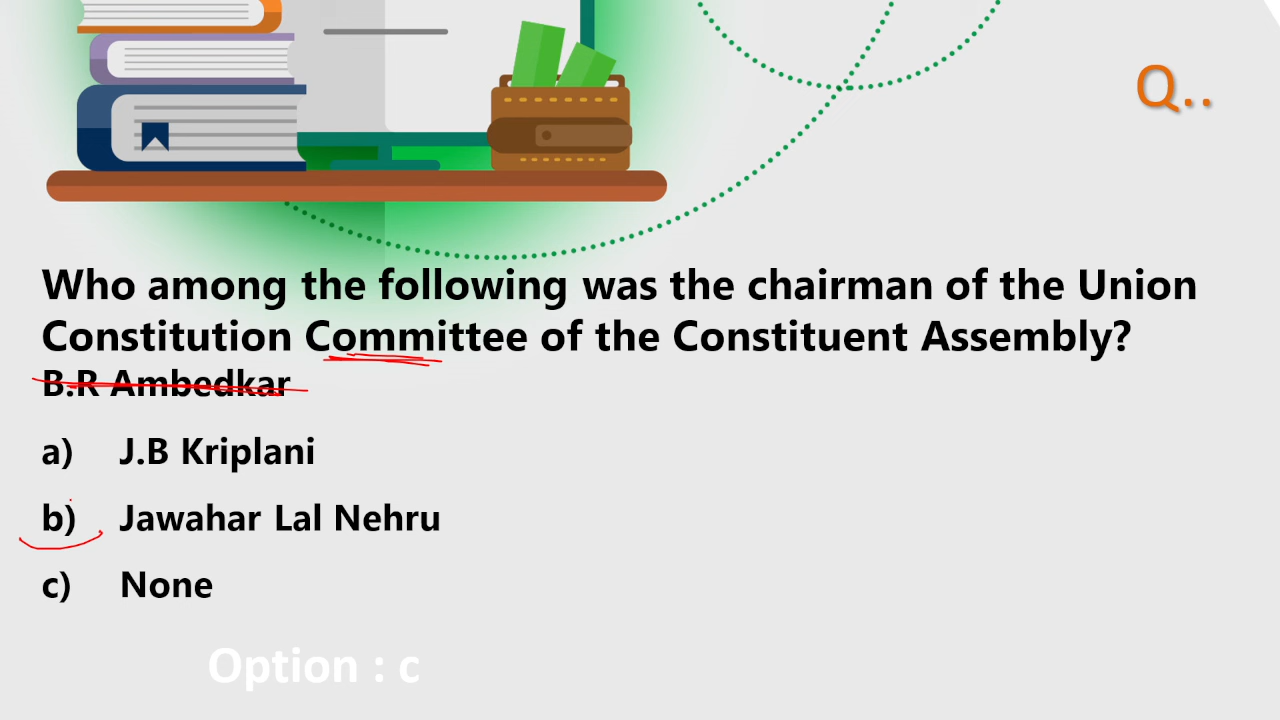 Q..
Who among the following was the chairman of the Union
Constitution Committee of the Constituent Assembly?
B.R Ambedkar
a) J.B Kriplani
b) Jawahar Lal Nehru
c) None
Option : c